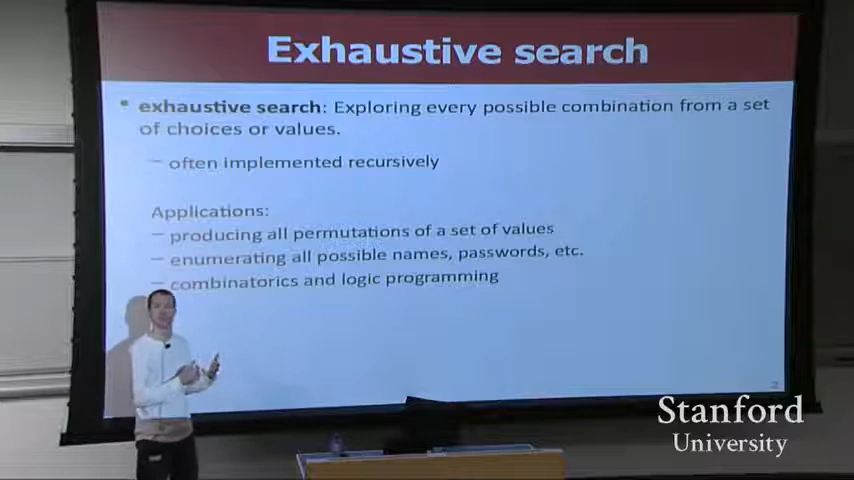 Exhaustive search
• exhaustive search: Exploring every possible combination from a set
of choices or values.
– often implemented recursively
Applications:
– producing all permutations of a set of values
– enumerating all possible names, passwords, etc.
– combinatorics and logic programming
2
Stanford
University